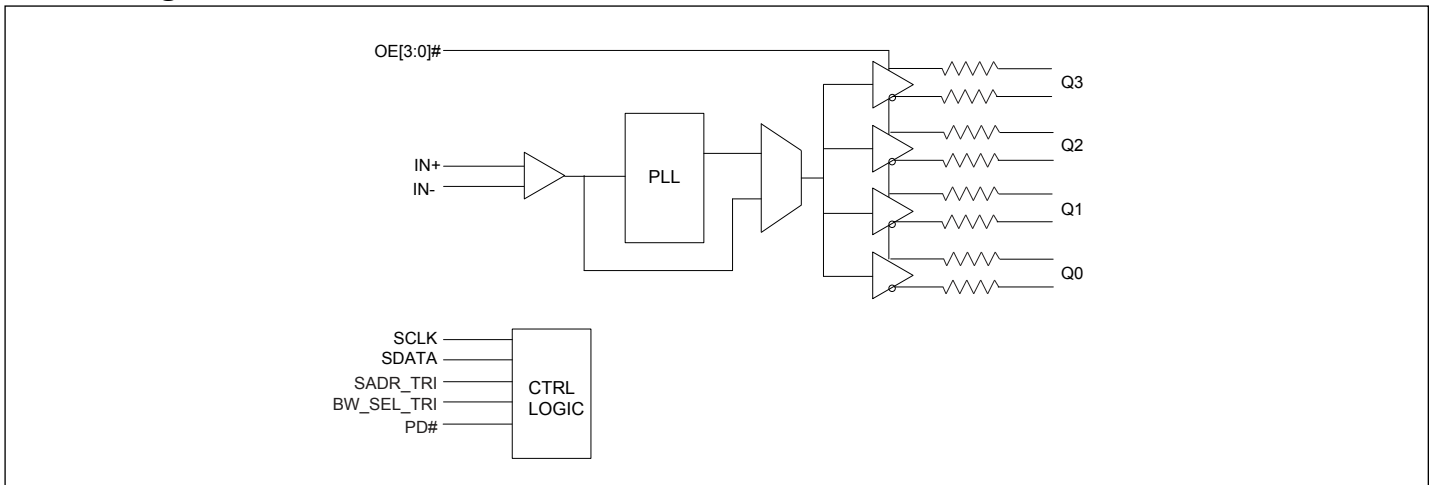 OE[3:0]#
Q3
Q2
IN+
PLL
IN-
Q1
Q0
SCLK
SDATA
SADR_TRI
CTRL
BW_SEL_TRI
LOGIC
PD#